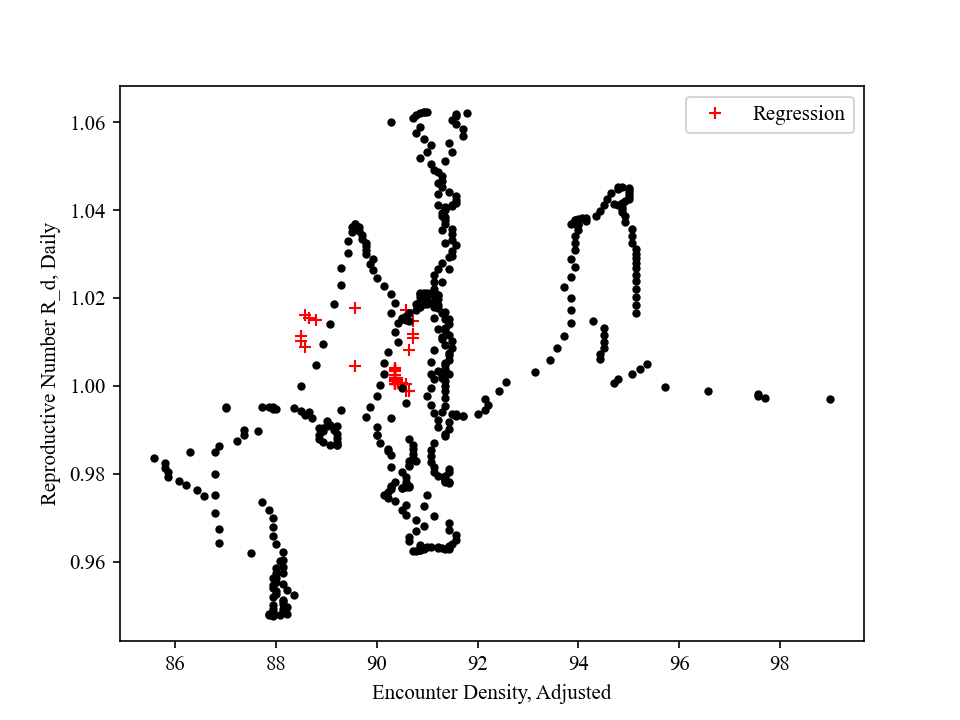 Regression
1.06
1.04
1.02
1.00
0.98
0.96
Reproductive Number R_d, Daily
86 88 90 92 94 96 98
Encounter Density, Adjusted